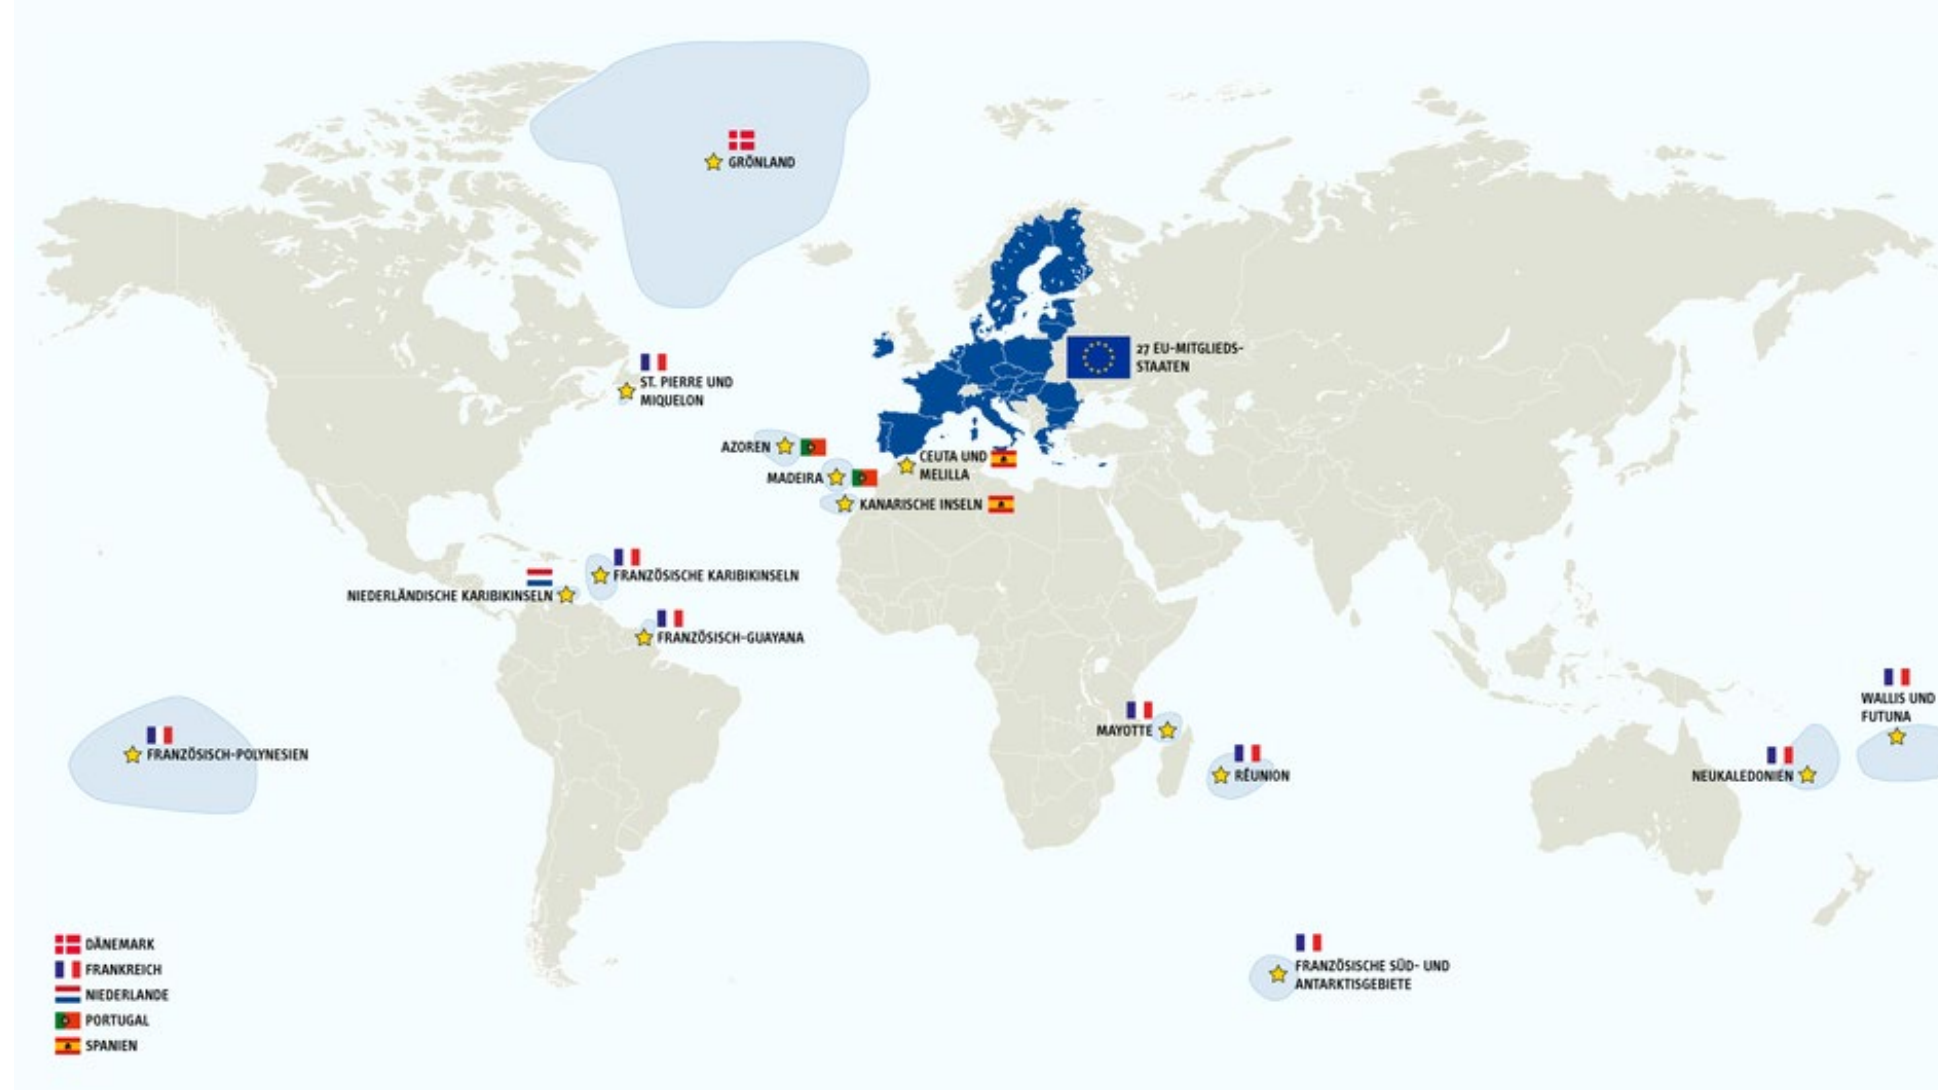 GRÖNLAND
27 EU-MITGLIEDS-
STAATEN
ST. PIERRE UND
MIQUELON
AZOREN
MADEIRA
CEUTA UND
MELILLA
KANARISCHE INSELN
FRANZÖSISCHE KARIBIKINSELN
NIEDERLÄNDISCHE KARIBIKINSELN
FRANZÖSISCH-GUAYANA
WALLIS UND
FUTUNA
MAYOTTE
FRANZÖSISCH-POLYNESIEN
RÉUNION
NEUKALEDONIEN
FRANZÖSISCHE SÜD- UND
ANTARKTISGEBIETE
DÄNEMARK
FRANKREICH
NIEDERLANDE
PORTUGAL
SPANIEN